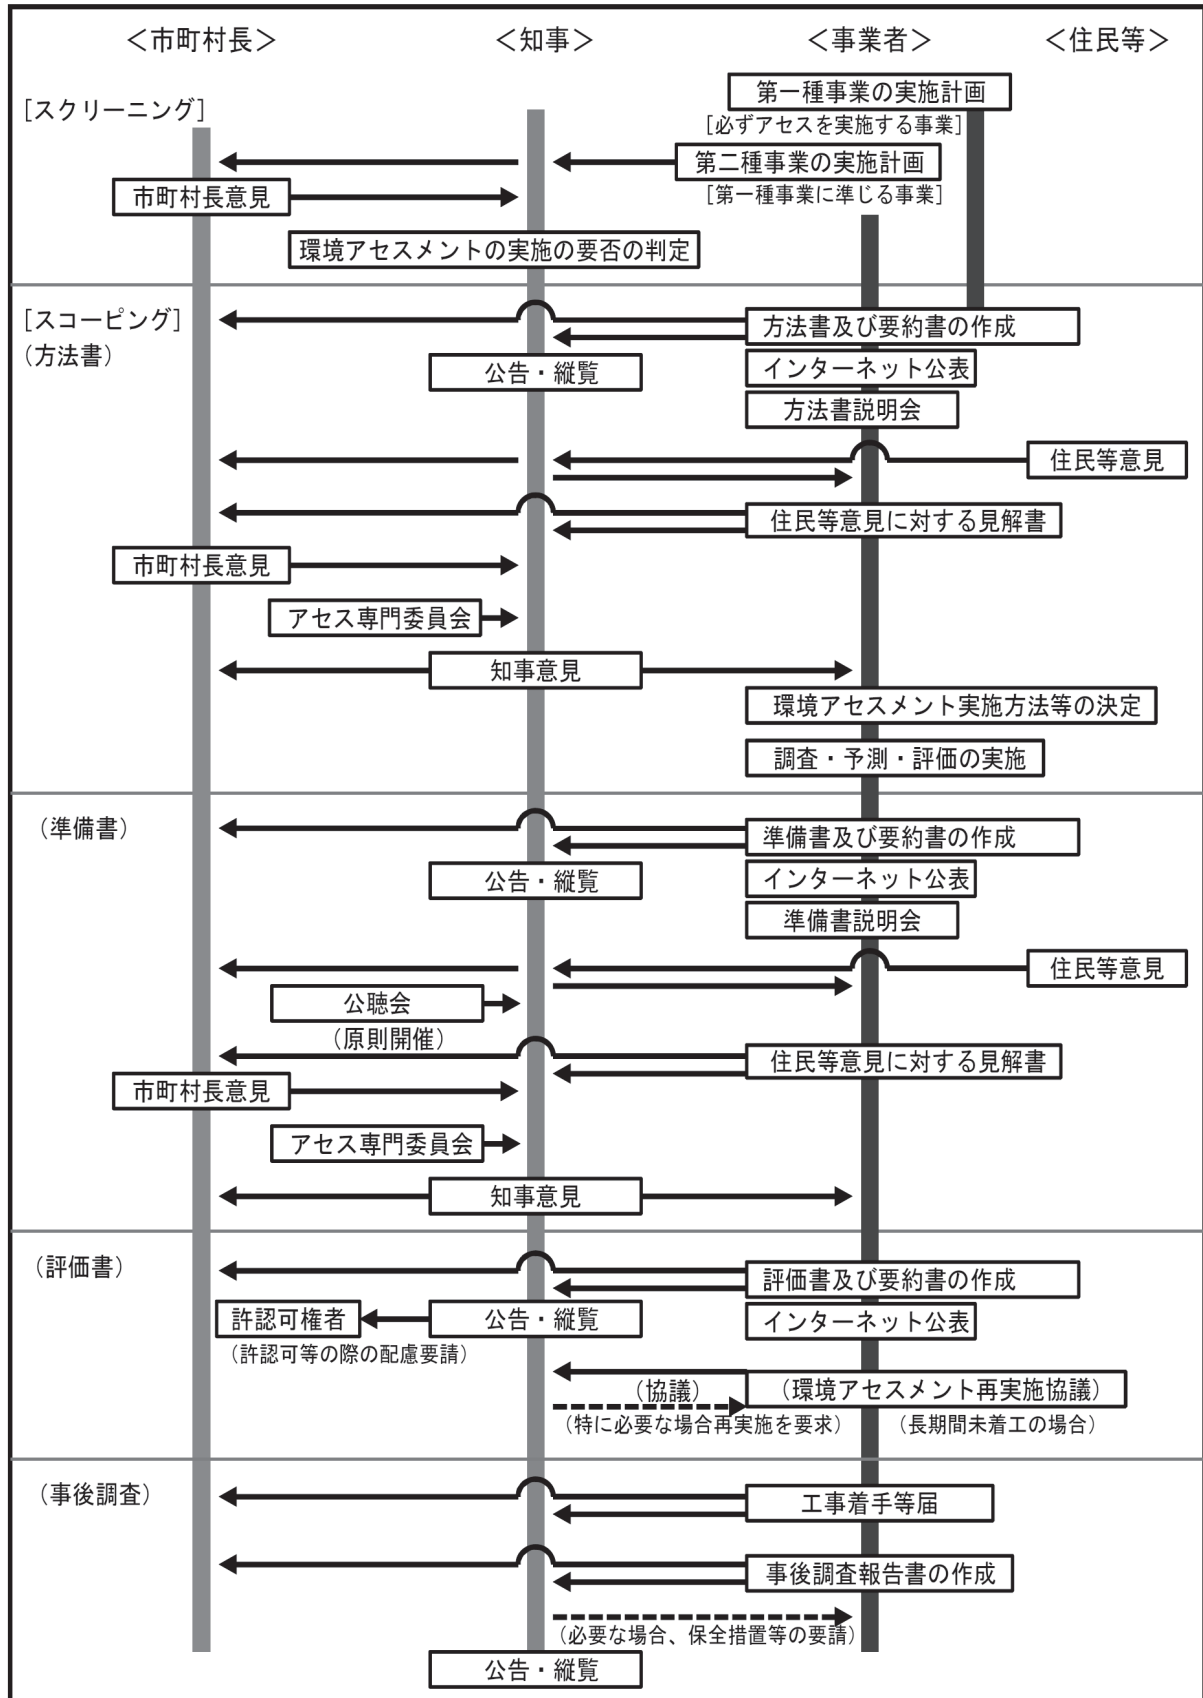 ＜市町村長＞ ＜知事＞ ＜事業者＞ ＜住民等＞
第一種事業の実施計画
[スクリーニング]
[必ずアセスを実施する事業]
第二種事業の実施計画
市町村長意見
[第一種事業に準じる事業]
環境アセスメントの実施の要否の判定
[スコーピング]
方法書及び要約書の作成
（方法書）
公告・縦覧
インターネット公表
方法書説明会
住民等意見
住民等意見に対する見解書
市町村長意見
アセス専門委員会
知事意見
環境アセスメント実施方法等の決定
調査・予測・評価の実施
（準備書）
準備書及び要約書の作成
公告・縦覧
インターネット公表
準備書説明会
住民等意見
公聴会
（原則開催）
住民等意見に対する見解書
市町村長意見
アセス専門委員会
知事意見
（評価書）
評価書及び要約書の作成
許認可権者
公告・縦覧
インターネット公表
（許認可等の際の配慮要請）
（協議）
（環境アセスメント再実施協議）
（特に必要な場合再実施を要求）
（長期間未着工の場合）
（事後調査）
工事着手等届
事後調査報告書の作成
（必要な場合、保全措置等の要請）
公告・縦覧